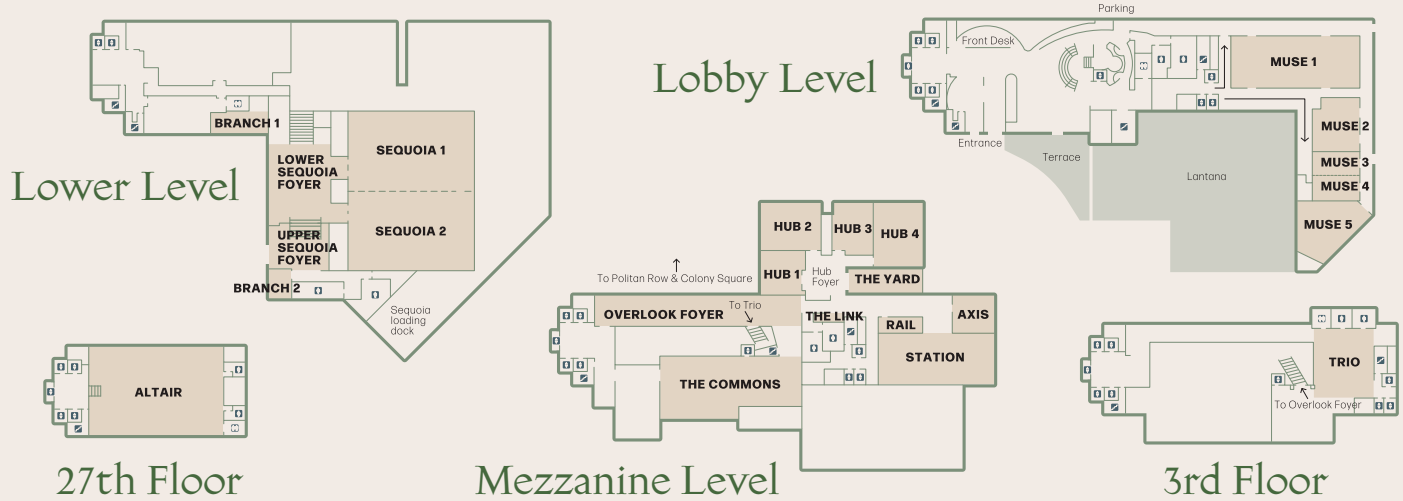 Lower Level
BRANCH 1
LOWER
SEQUOIA
FOYER
SEQUOIA 1
SEQUOIA 2
UPPER
SEQUOIA
FOYER
BRANCH 2
Sequoia
loading
dock
Lobby Level
Parking
Front Desk
Entrance
Terrace
Lantana
MUSE 1
MUSE 2
MUSE 3
MUSE 4
MUSE 5
ALTAIR
27th Floor
HUB 2
HUB 3
HUB 4
HUB 1
Hub
Foyer
THE YARD
To Politan Row & Colony Square
To Trio
OVERLOOK FOYER
THE LINK
RAIL
AXIS
STATION
THE COMMONS
Mezzanine Level
TRIO
To Overlook Foyer
3rd Floor